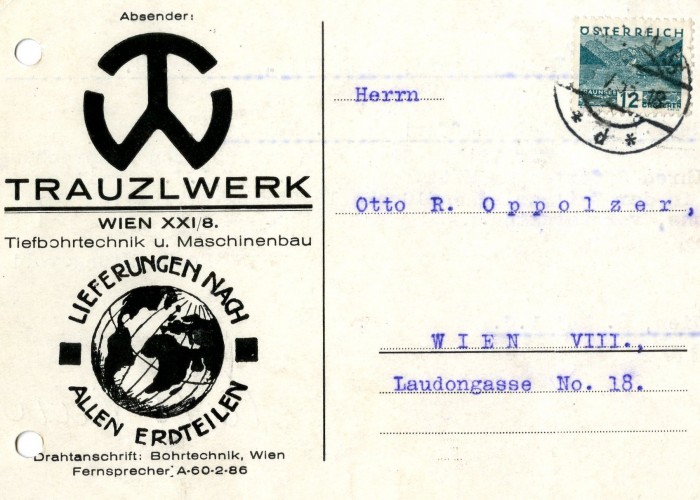 Absender:
TRAUZLWERK
WIEN XXI/8.
Tiefbohrtechnik u. Maschinenbau
LIEFERUNGEN NACH
ALLEN ERDTEILEN
Drahtanschrift: Bohrtechnik, Wien
Fernsprecher A-60-2-86
ÖSTERREICH
12
Herrn
Otto R. Oppolzer,
WIEN VIII.,
Laudongasse No. 18.